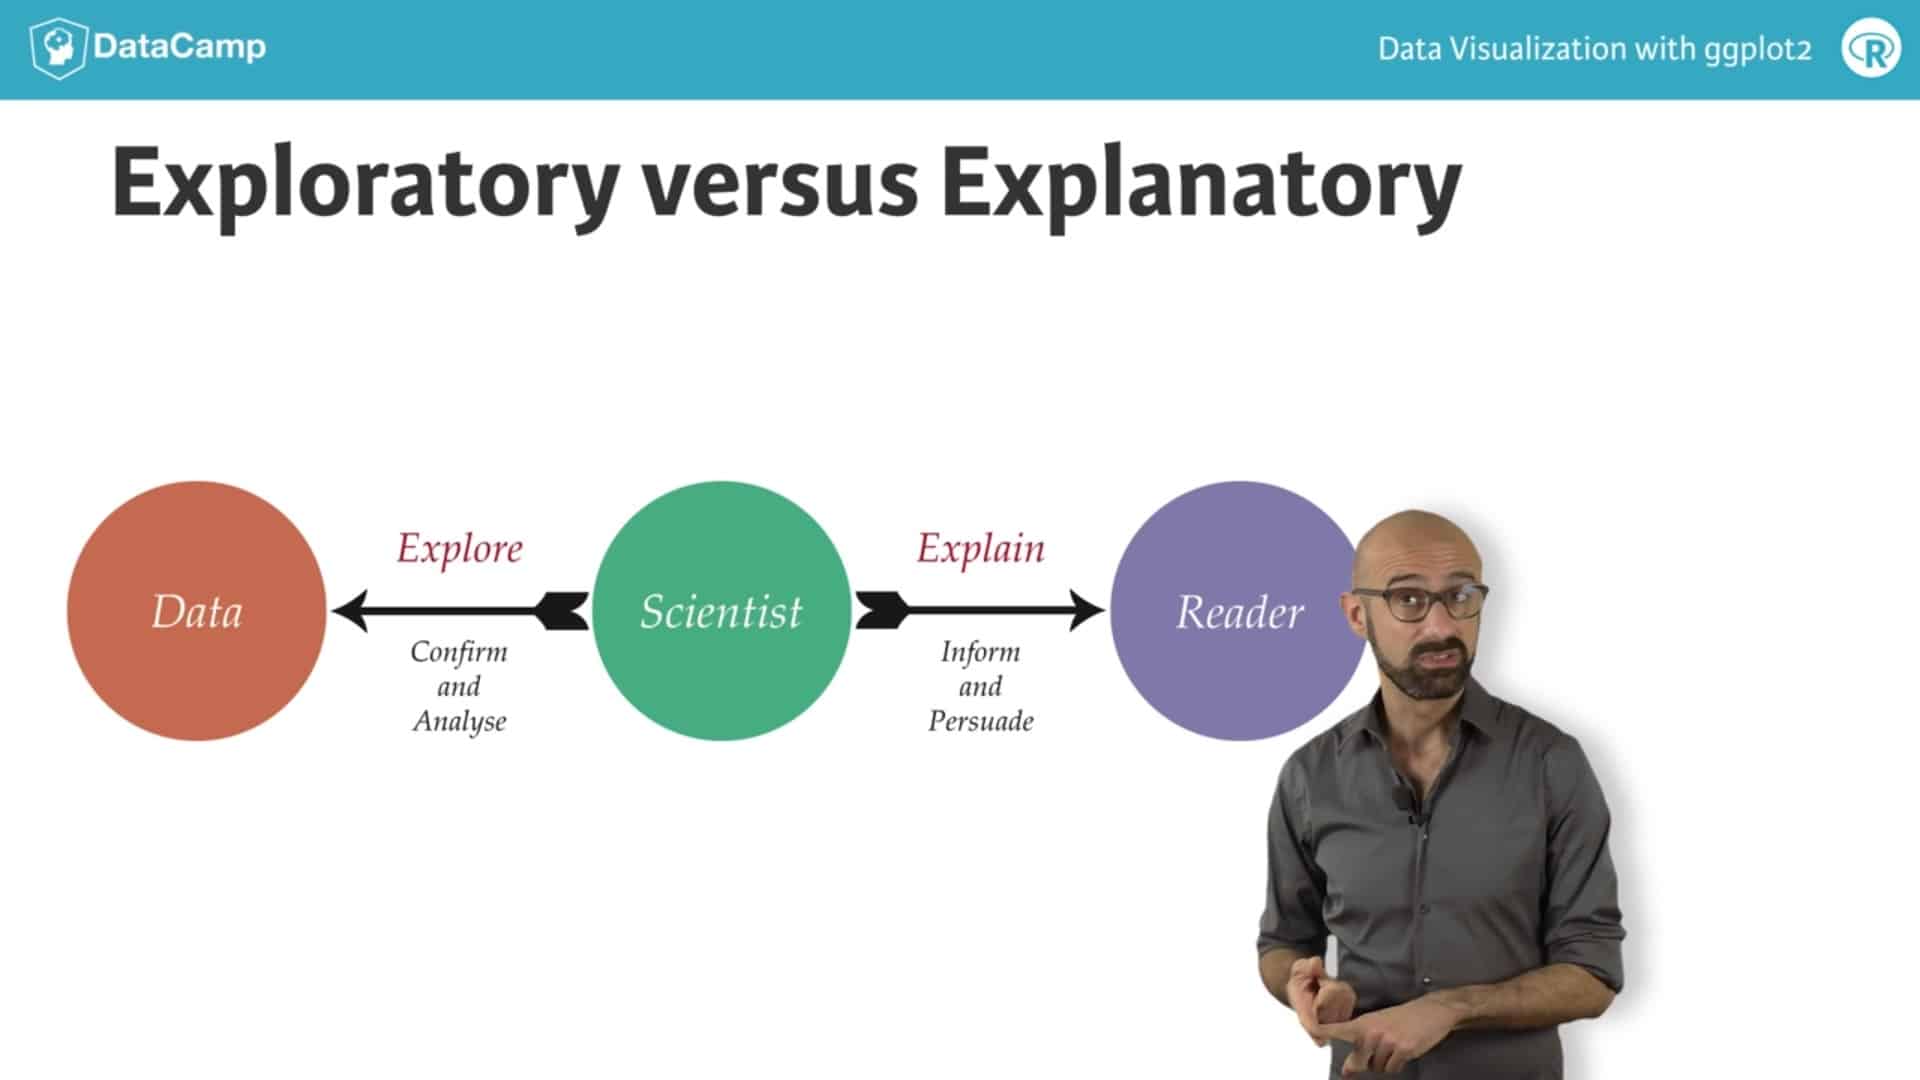 DataCamp
Data Visualization with ggplot2
R
Exploratory versus Explanatory
Data
Explore
Confirm
and
Analyse
Scientist
Explain
Inform
and
Persuade
Reader